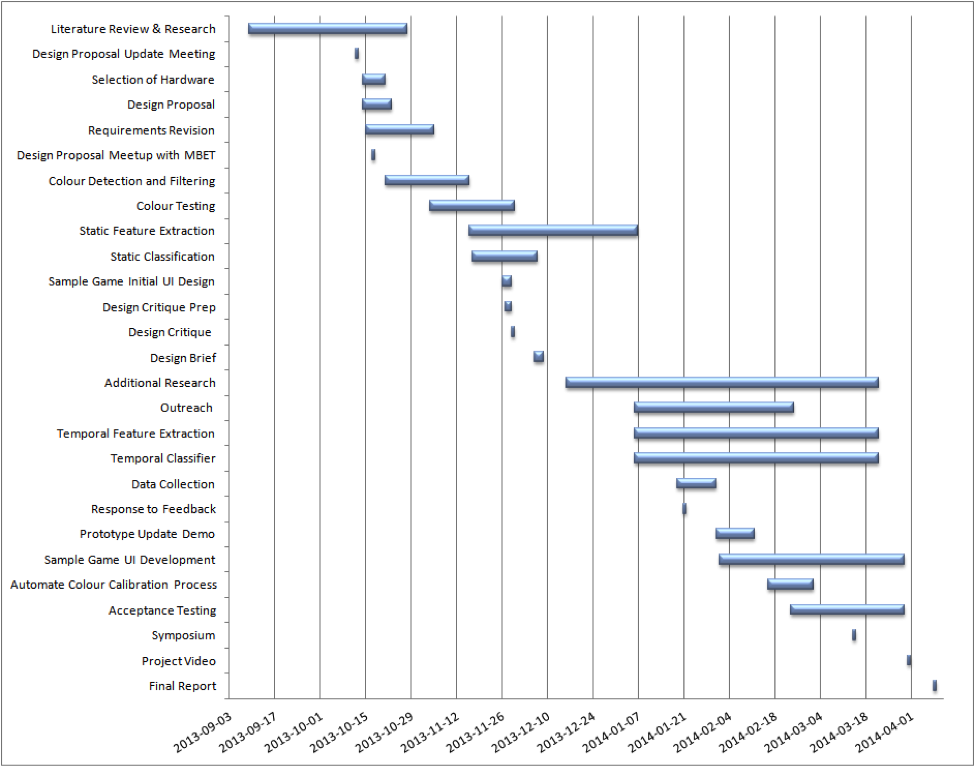 Literature Review & Research
Design Proposal Update Meeting
Selection of Hardware
Design Proposal
Requirements Revision
Design Proposal Meetup with MBET
Colour Detection and Filtering
Colour Testing
Static Feature Extraction
Static Classification
Sample Game Initial UI Design
Design Critique Prep
Design Critique
Design Brief
Additional Research
Outreach
Temporal Feature Extraction
Temporal Classifier
Data Collection
Response to Feedback
Prototype Update Demo
Sample Game UI Development
Automate Colour Calibration Process
Acceptance Testing
Symposium
Project Video
Final Report
2013-09-03
2013-09-17
2013-10-01
2013-10-15
2013-10-29
2013-11-12
2013-11-26
2013-12-10
2013-12-24
2014-01-07
2014-01-21
2014-02-04
2014-02-18
2014-03-04
2014-03-18
2014-04-01